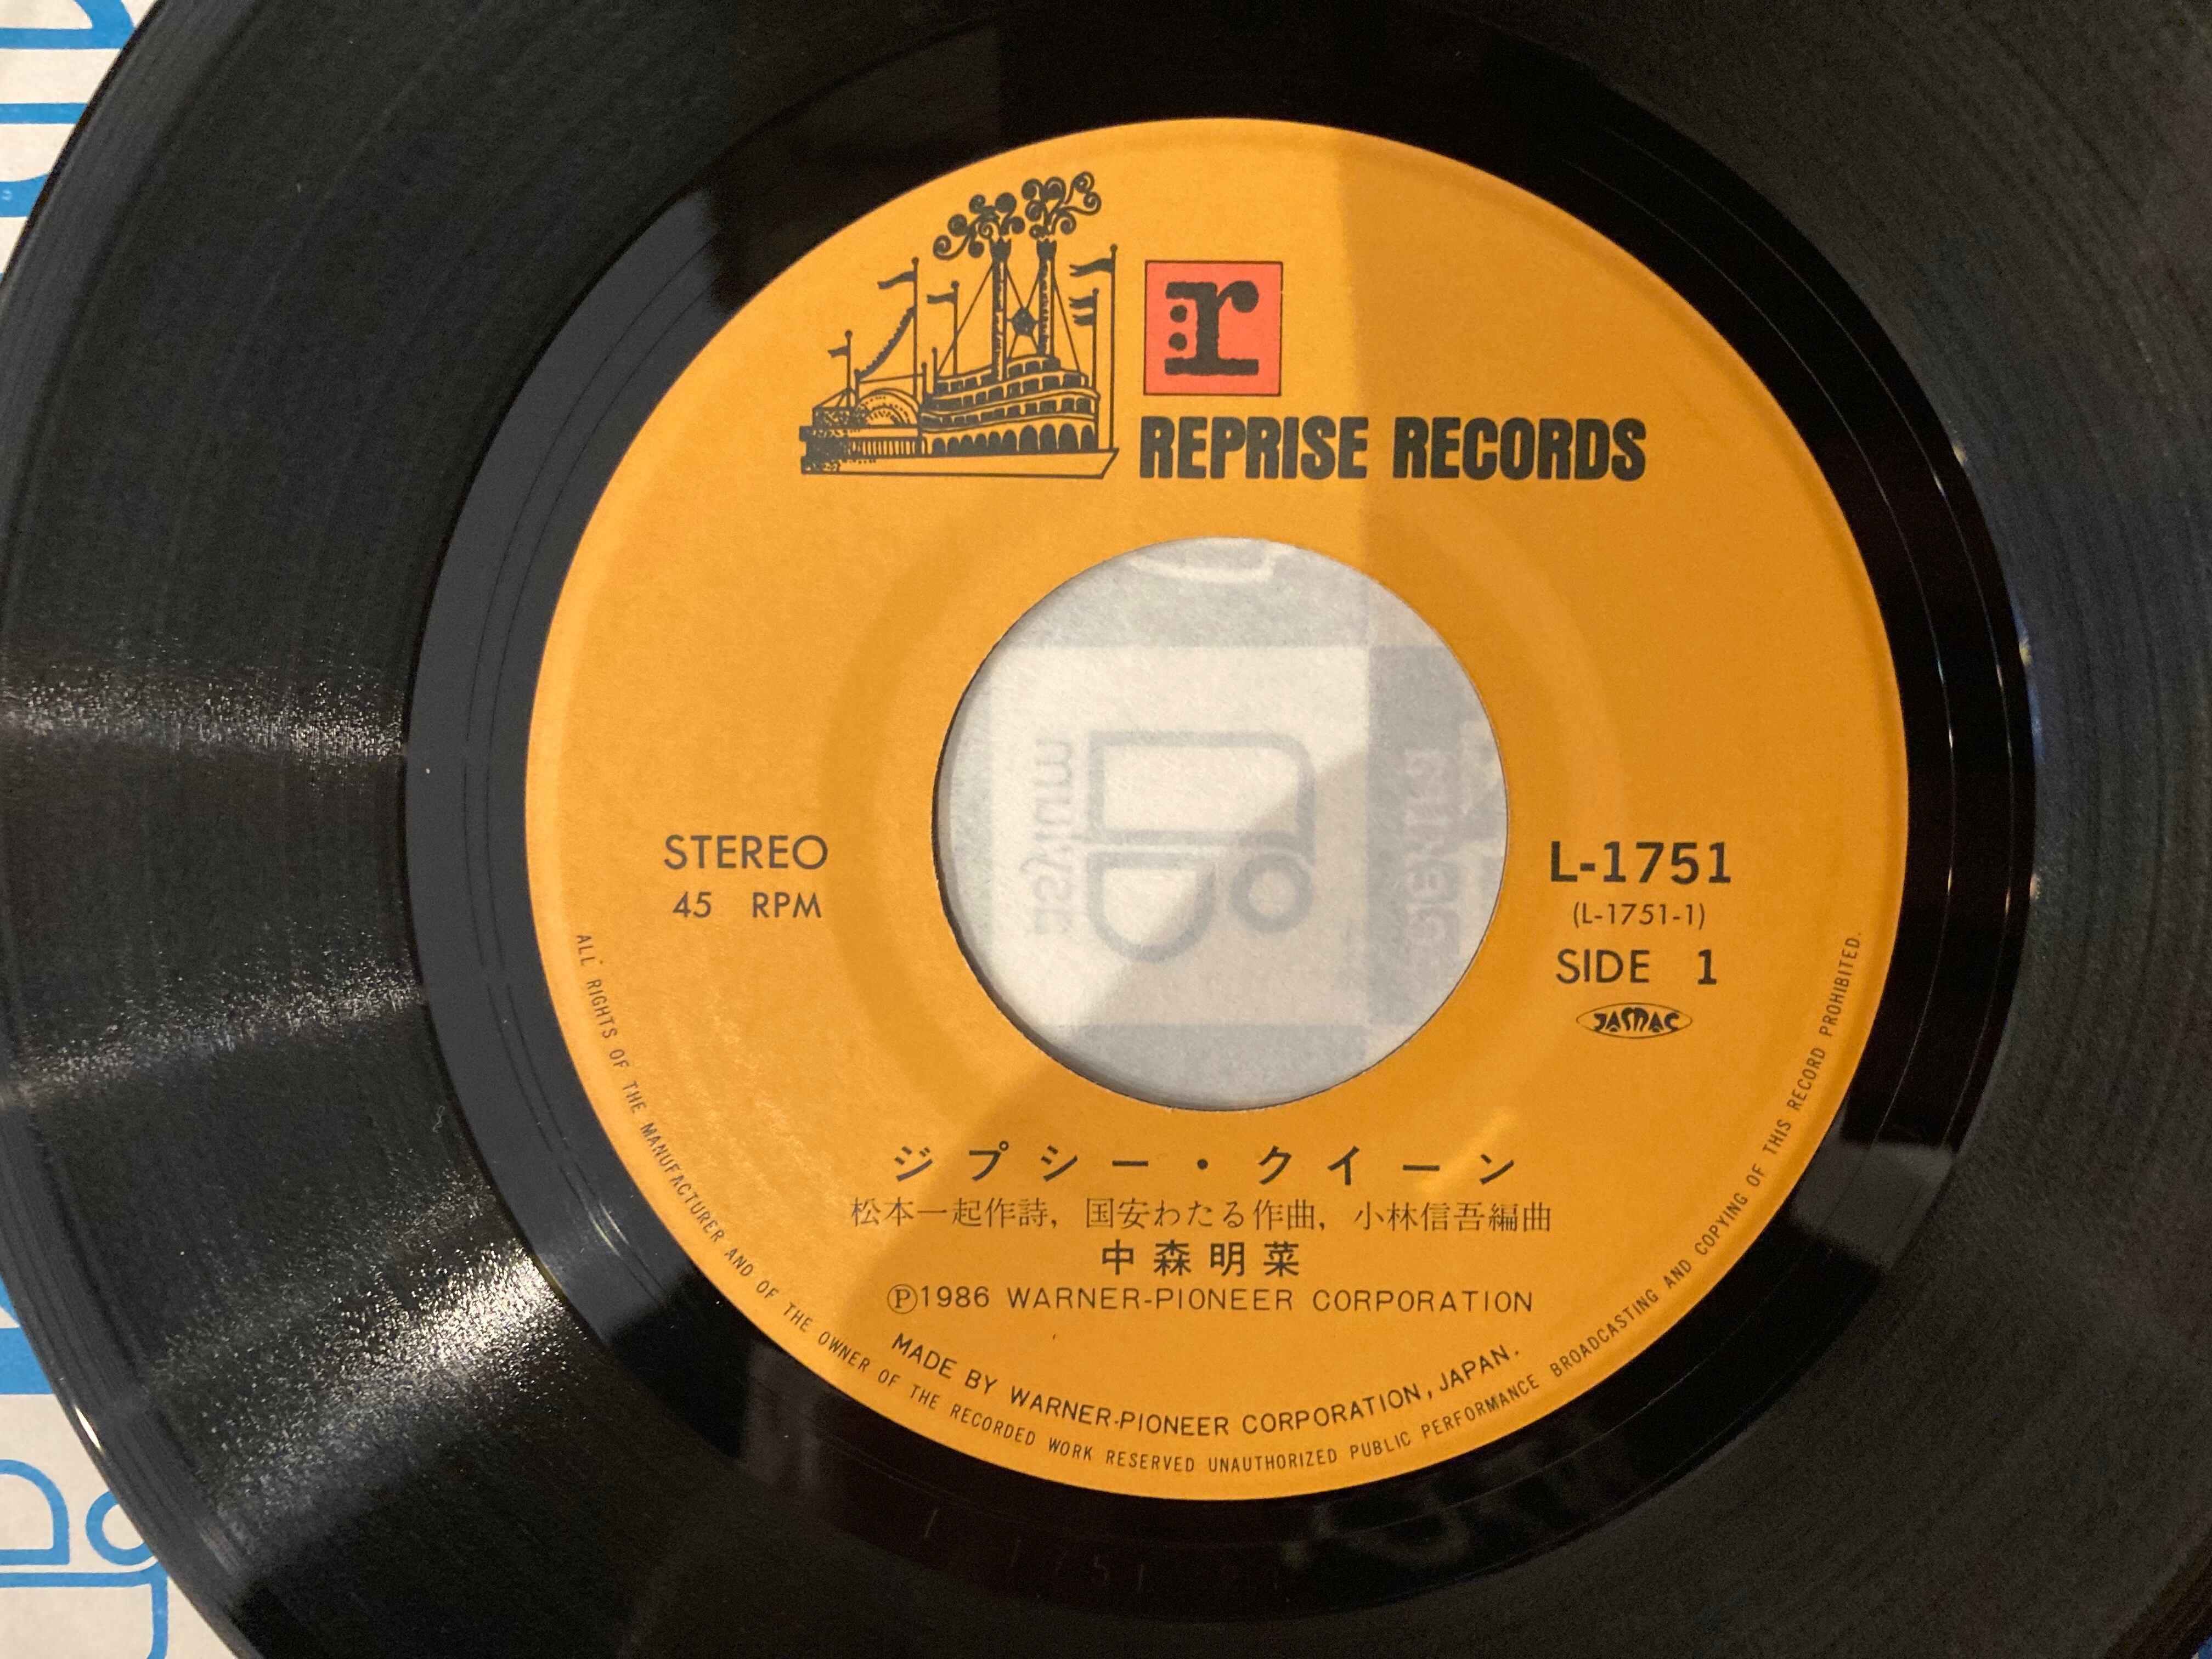 r
REPRISE RECORDS
STEREO
45 RPM
L-1751
(L-1751-1)
SIDE 1
JASRAC
ジプシー・クイーン
松本一起作詩, 国安わたる作曲, 小林信吾編曲
中森明菜
Ⓟ1986 WARNER-PIONEER CORPORATION
MADE BY WARNER-PIONEER CORPORATION, JAPAN.
ALL RIGHTS OF THE MANUFACTURER AND OF THE OWNER OF THE RECORDED WORK RESERVED UNAUTHORIZED PUBLIC PERFORMANCE BROADCASTING AND COPYING OF THIS RECORD PROHIBITED.